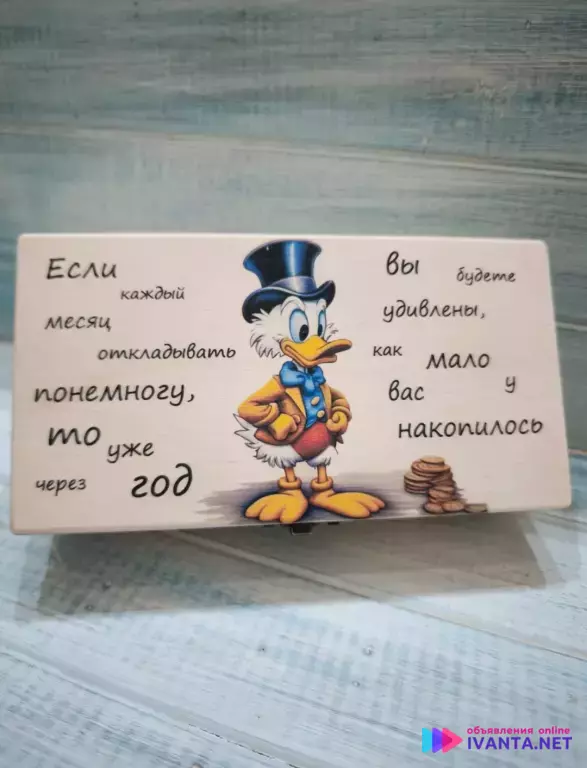 Если
каждый
месяц
откладывать
понемногу,
то уже
через год
вы будете
удивлены,
как мало
вас у
накопилось
объявления online
IVANTA.NET